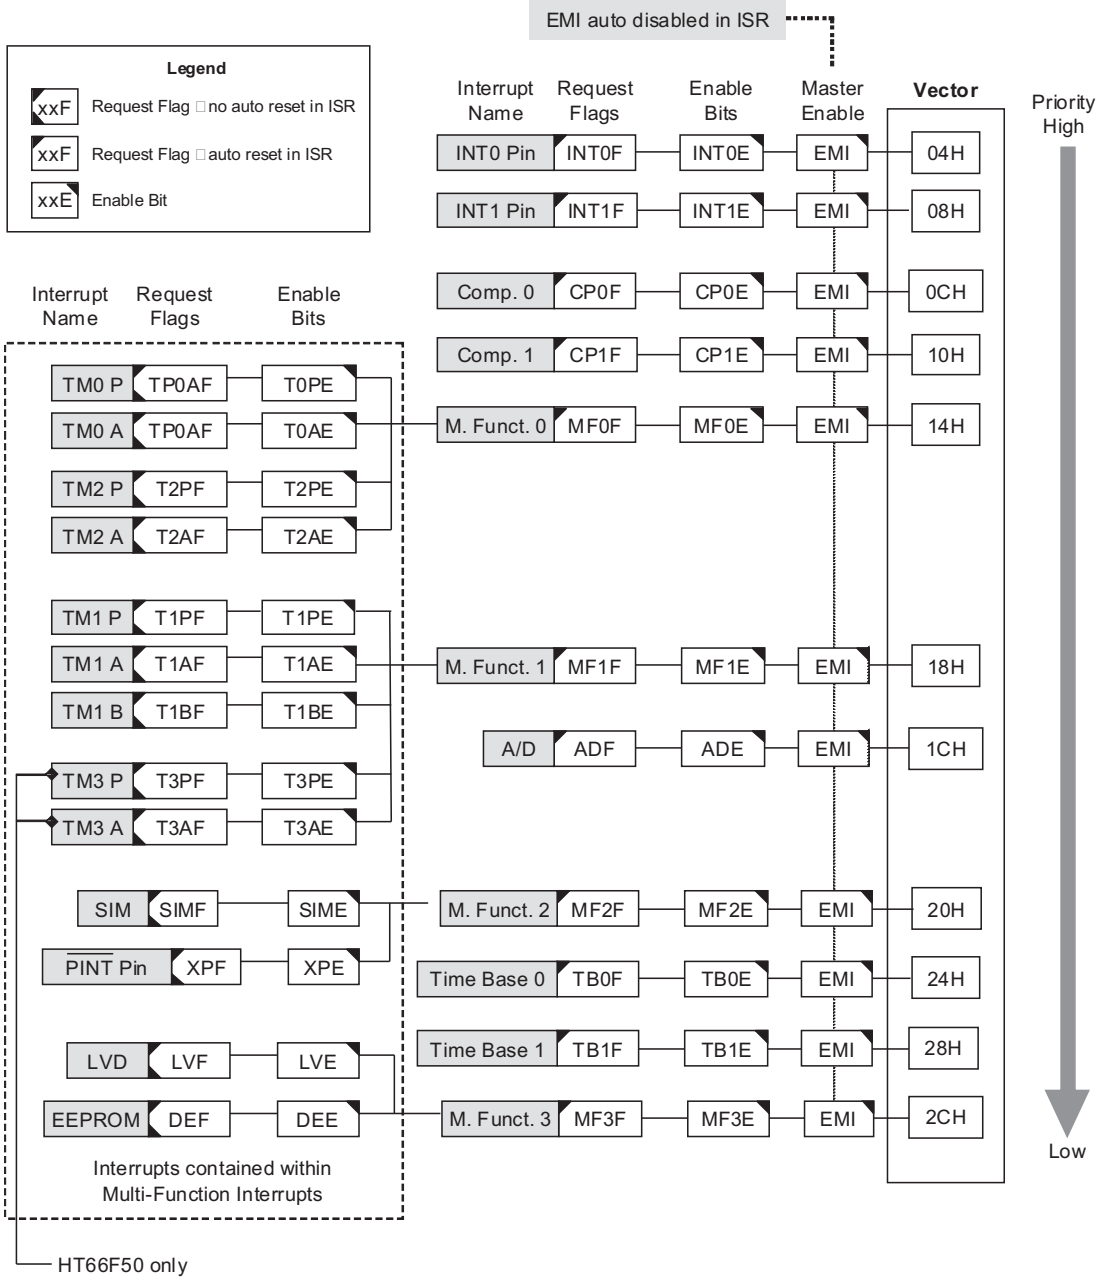 EMI auto disabled in ISR
Legend
xxF Request Flag □ no auto reset in ISR
xxF Request Flag □ auto reset in ISR
xxE Enable Bit
Interrupt Name Request Flags Enable Bits Master Enable Vector
Priority High
INT0 Pin INT0F INT0E EMI 04H
INT1 Pin INT1F INT1E EMI 08H
Comp. 0 CP0F CP0E EMI 0CH
Comp. 1 CP1F CP1E EMI 10H
M. Funct. 0 MF0F MF0E EMI 14H
M. Funct. 1 MF1F MF1E EMI 18H
A/D ADF ADE EMI 1CH
M. Funct. 2 MF2F MF2E EMI 20H
Time Base 0 TB0F TB0E EMI 24H
Time Base 1 TB1F TB1E EMI 28H
M. Funct. 3 MF3F MF3E EMI 2CH
Low
Interrupt Name Request Flags Enable Bits
TM0 P TP0AF T0PE
TM0 A TP0AF T0AE
TM2 P T2PF T2PE
TM2 A T2AF T2AE
TM1 P T1PF T1PE
TM1 A T1AF T1AE
TM1 B T1BF T1BE
TM3 P T3PF T3PE
TM3 A T3AF T3AE
SIM SIMF SIME
PINT Pin XPF XPE
LVD LVF LVE
EEPROM DEF DEE
Interrupts contained within
Multi-Function Interrupts
HT66F50 only